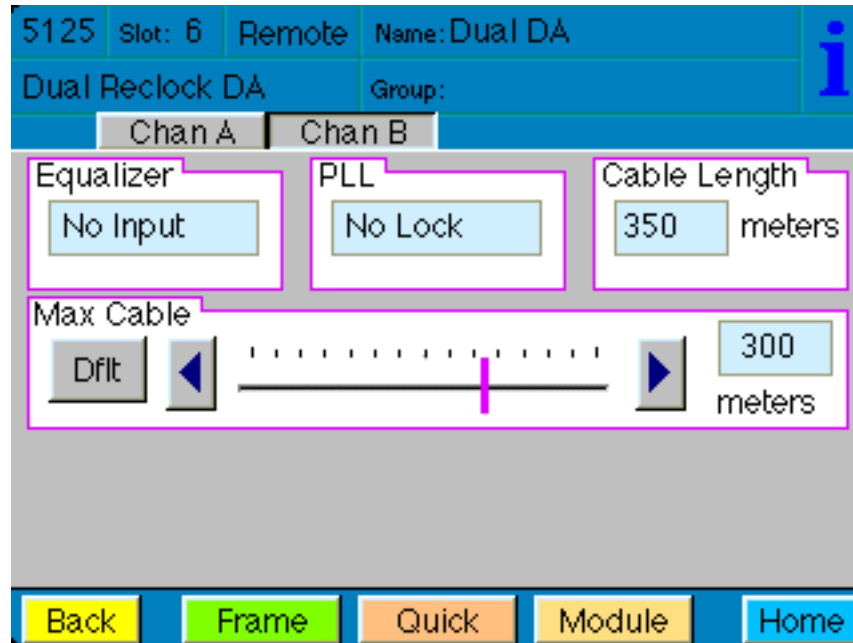 5125 Slot: 6 Remote Name: Dual DA
Dual Reclock DA Group:
i
Chan A Chan B
Equalizer PLL Cable Length
No Input No Lock 350 meters
Max Cable
Dflt 300
meters
Back Frame Quick Module Home